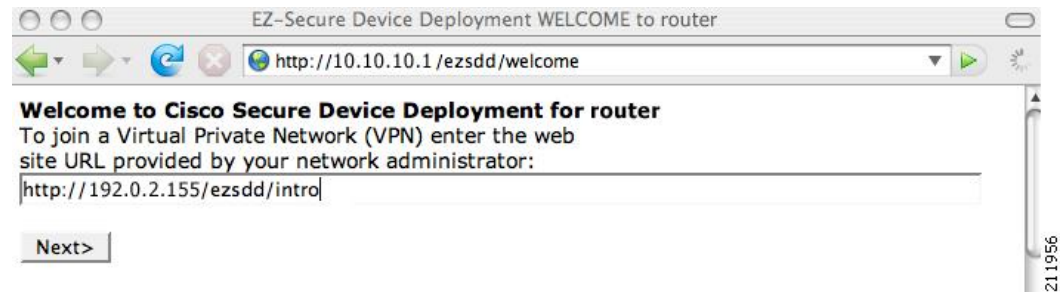 EZ-Secure Device Deployment WELCOME to router
http://10.10.10.1/ezsdd/welcome
Welcome to Cisco Secure Device Deployment for router
To join a Virtual Private Network (VPN) enter the web
site URL provided by your network administrator:
http://192.0.2.155/ezsdd/intro
Next>
211956